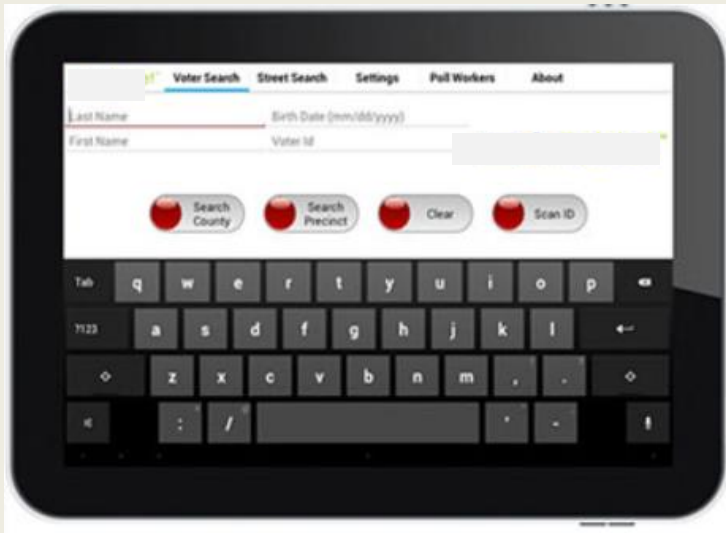 Voter Search Street Search Settings Poll Workers About
Last Name Birth Date (mm/dd/yyyy)
First Name Voter Id
Search County Search Precinct Clear Scan ID
Tab q w e r t y u i o p
?123 a s d f g h j k l
z x c v b n m , .
: / ' -